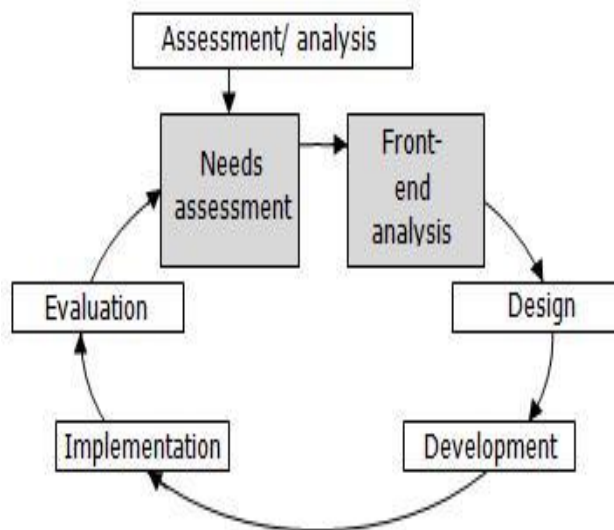 Assessment/ analysis
Needs
assessment
Front-
end
analysis
Evaluation
Design
Implementation
Development